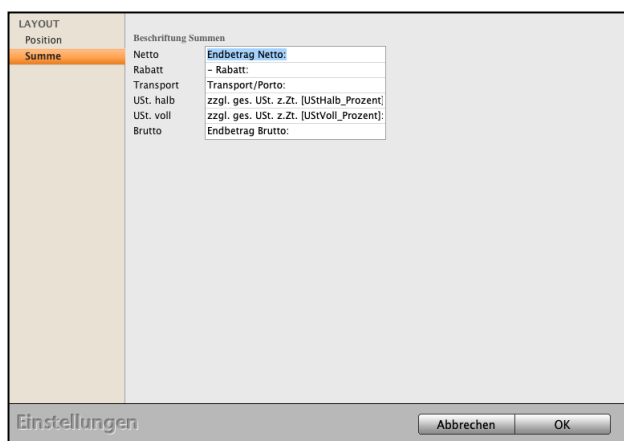 LAYOUT
Position
Summe
Beschriftung Summen
Netto Endbetrag Netto:
Rabatt – Rabatt:
Transport Transport/Porto:
USt. halb zzgl. ges. USt. z.Zt. [UStHalb_Prozent]
USt. voll zzgl. ges. USt. z.Zt. [UStVoll_Prozent]:
Brutto Endbetrag Brutto:
Einstellungen
Abbrechen OK